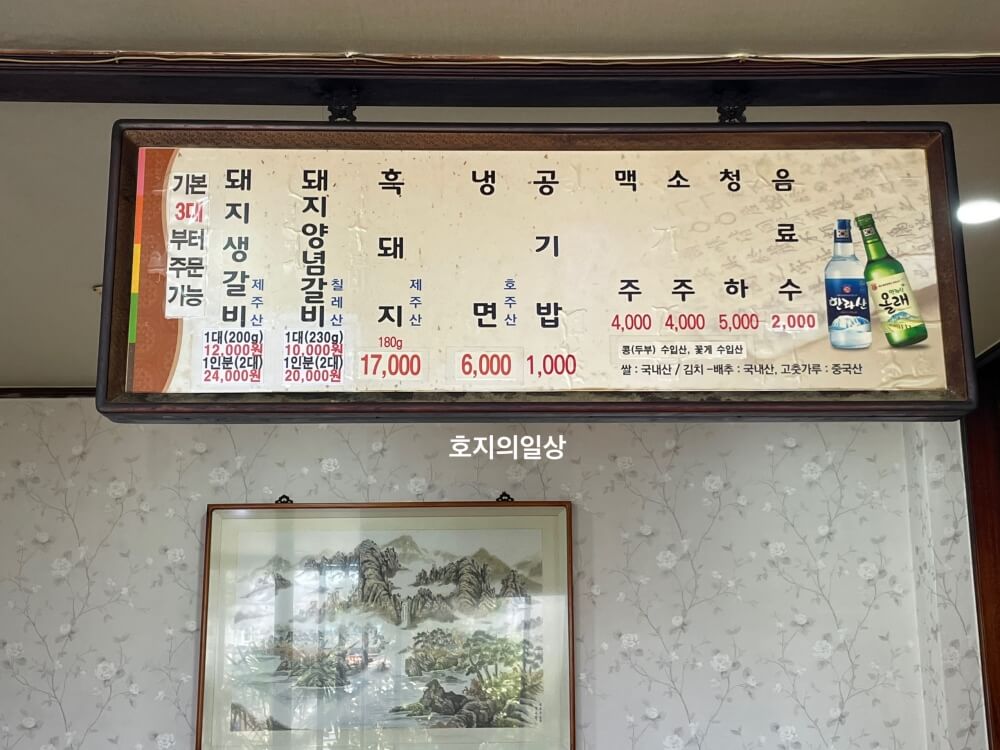 기본
3대
부터
주문
가능
돼지생갈비
제주산
1대(200g)
12,000원
1인분(2대)
24,000원
돼지양념갈비
칠레산
1대(230g)
10,000원
1인분(2대)
20,000원
흑돼지
제주산
180g
17,000
냉면
호주산
6,000
공기밥
1,000
맥주
4,000
소주
4,000
청하
5,000
음료수
2,000
콩(두부) 수입산, 꽃게 수입산
쌀 : 국내산 / 김치 - 배추 : 국내산, 고춧가루 : 중국산
한라산
올래
호지의일상